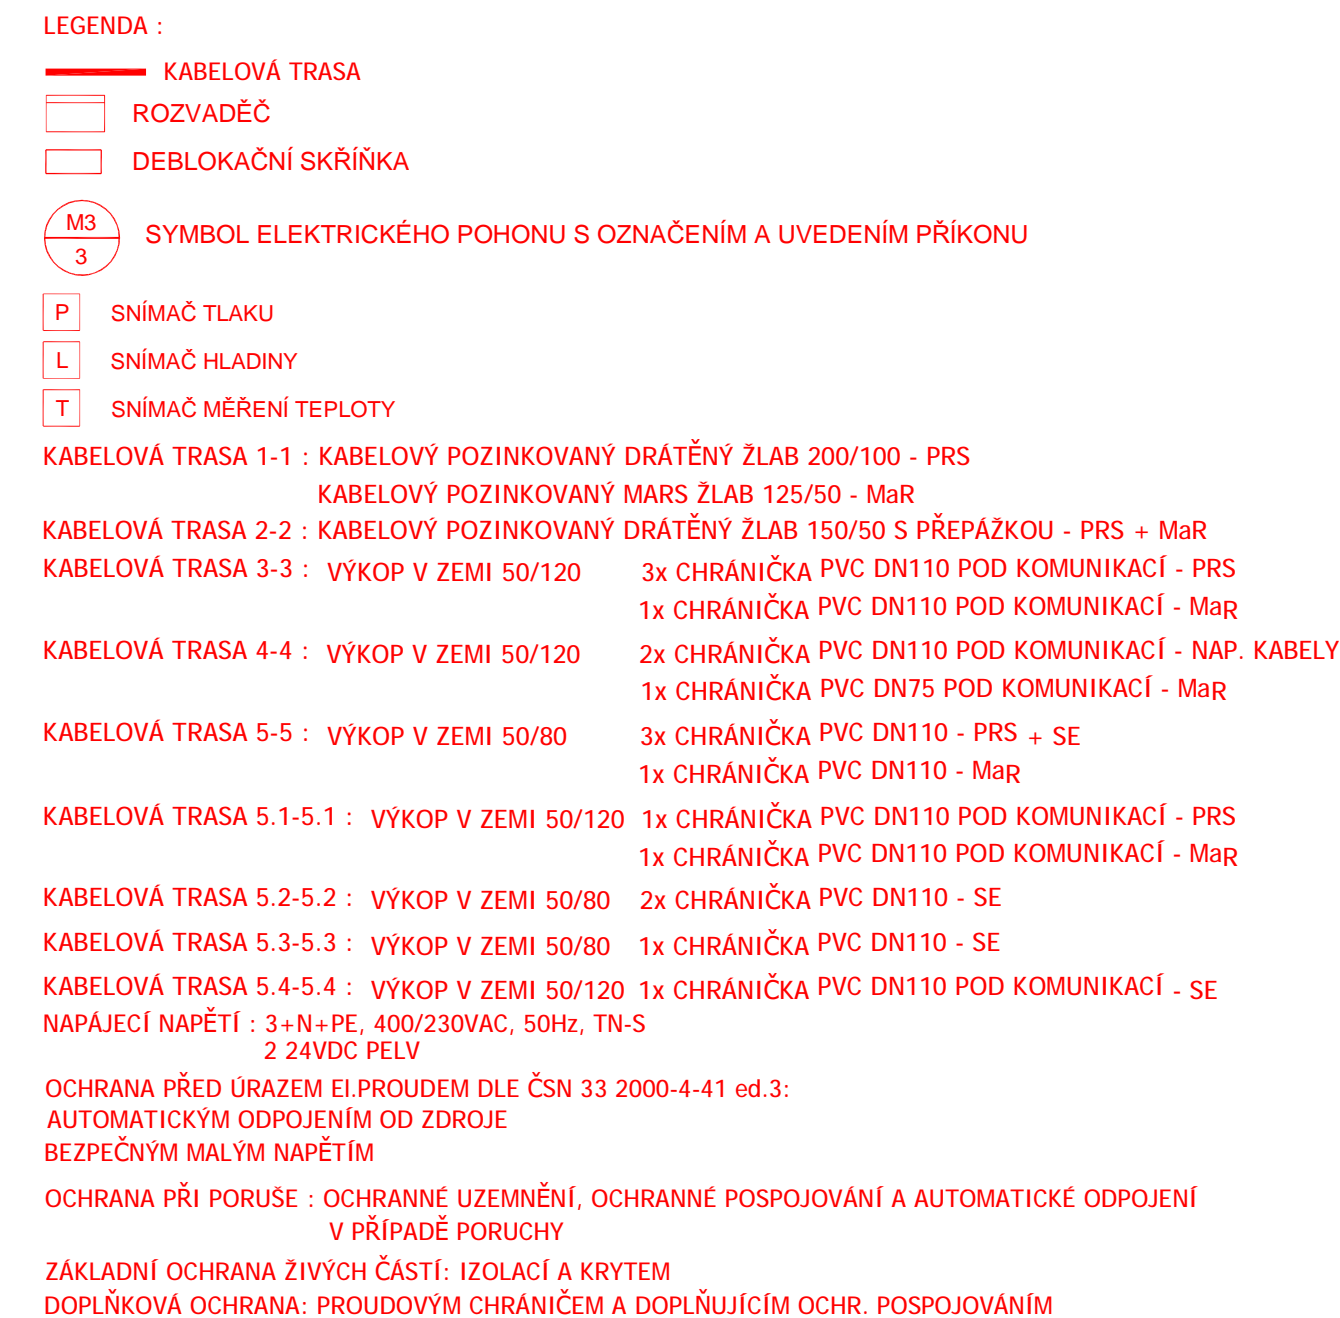 LEGENDA :
KABELOVÁ TRASA
ROZVADĚČ
DEBLOKAČNÍ SKŘÍŇKA
M3
3
SYMBOL ELEKTRICKÉHO POHONU S OZNAČENÍM A UVEDENÍM PŘÍKONU
P SNÍMAČ TLAKU
L SNÍMAČ HLADINY
T SNÍMAČ MĚŘENÍ TEPLOTY
KABELOVÁ TRASA 1-1 : KABELOVÝ POZINKOVANÝ DRÁTĚNÝ ŽLAB 200/100 - PRS
KABELOVÝ POZINKOVANÝ MARS ŽLAB 125/50 - MaR
KABELOVÁ TRASA 2-2 : KABELOVÝ POZINKOVANÝ DRÁTĚNÝ ŽLAB 150/50 S PŘEPÁŽKOU - PRS + MaR
KABELOVÁ TRASA 3-3 : VÝKOP V ZEMI 50/120 3x CHRÁNIČKA PVC DN110 POD KOMUNIKACÍ - PRS
1x CHRÁNIČKA PVC DN110 POD KOMUNIKACÍ - MaR
KABELOVÁ TRASA 4-4 : VÝKOP V ZEMI 50/120 2x CHRÁNIČKA PVC DN110 POD KOMUNIKACÍ - NAP. KABELY
1x CHRÁNIČKA PVC DN75 POD KOMUNIKACÍ - MaR
KABELOVÁ TRASA 5-5 : VÝKOP V ZEMI 50/80 3x CHRÁNIČKA PVC DN110 - PRS + SE
1x CHRÁNIČKA PVC DN110 - MaR
KABELOVÁ TRASA 5.1-5.1 : VÝKOP V ZEMI 50/120 1x CHRÁNIČKA PVC DN110 POD KOMUNIKACÍ - PRS
1x CHRÁNIČKA PVC DN110 POD KOMUNIKACÍ - MaR
KABELOVÁ TRASA 5.2-5.2 : VÝKOP V ZEMI 50/80 2x CHRÁNIČKA PVC DN110 - SE
KABELOVÁ TRASA 5.3-5.3 : VÝKOP V ZEMI 50/80 1x CHRÁNIČKA PVC DN110 - SE
KABELOVÁ TRASA 5.4-5.4 : VÝKOP V ZEMI 50/120 1x CHRÁNIČKA PVC DN110 POD KOMUNIKACÍ - SE
NAPÁJECÍ NAPĚTÍ : 3+N+PE, 400/230VAC, 50Hz, TN-S
2 24VDC PELV
OCHRANA PŘED ÚRAZEM El.PROUDEM DLE ČSN 33 2000-4-41 ed.3:
AUTOMATICKÝM ODPOJENÍM OD ZDROJE
BEZPEČNÝM MALÝM NAPĚTÍM
OCHRANA PŘI PORUŠE : OCHRANNÉ UZEMNĚNÍ, OCHRANNÉ POSPOJOVÁNÍ A AUTOMATICKÉ ODPOJENÍ
V PŘÍPADĚ PORUCHY
ZÁKLADNÍ OCHRANA ŽIVÝCH ČÁSTÍ: IZOLACÍ A KRYTEM
DOPLŇKOVÁ OCHRANA: PROUDOVÝM CHRÁNIČEM A DOPLŇUJÍCÍM OCHR. POSPOJOVÁNÍM